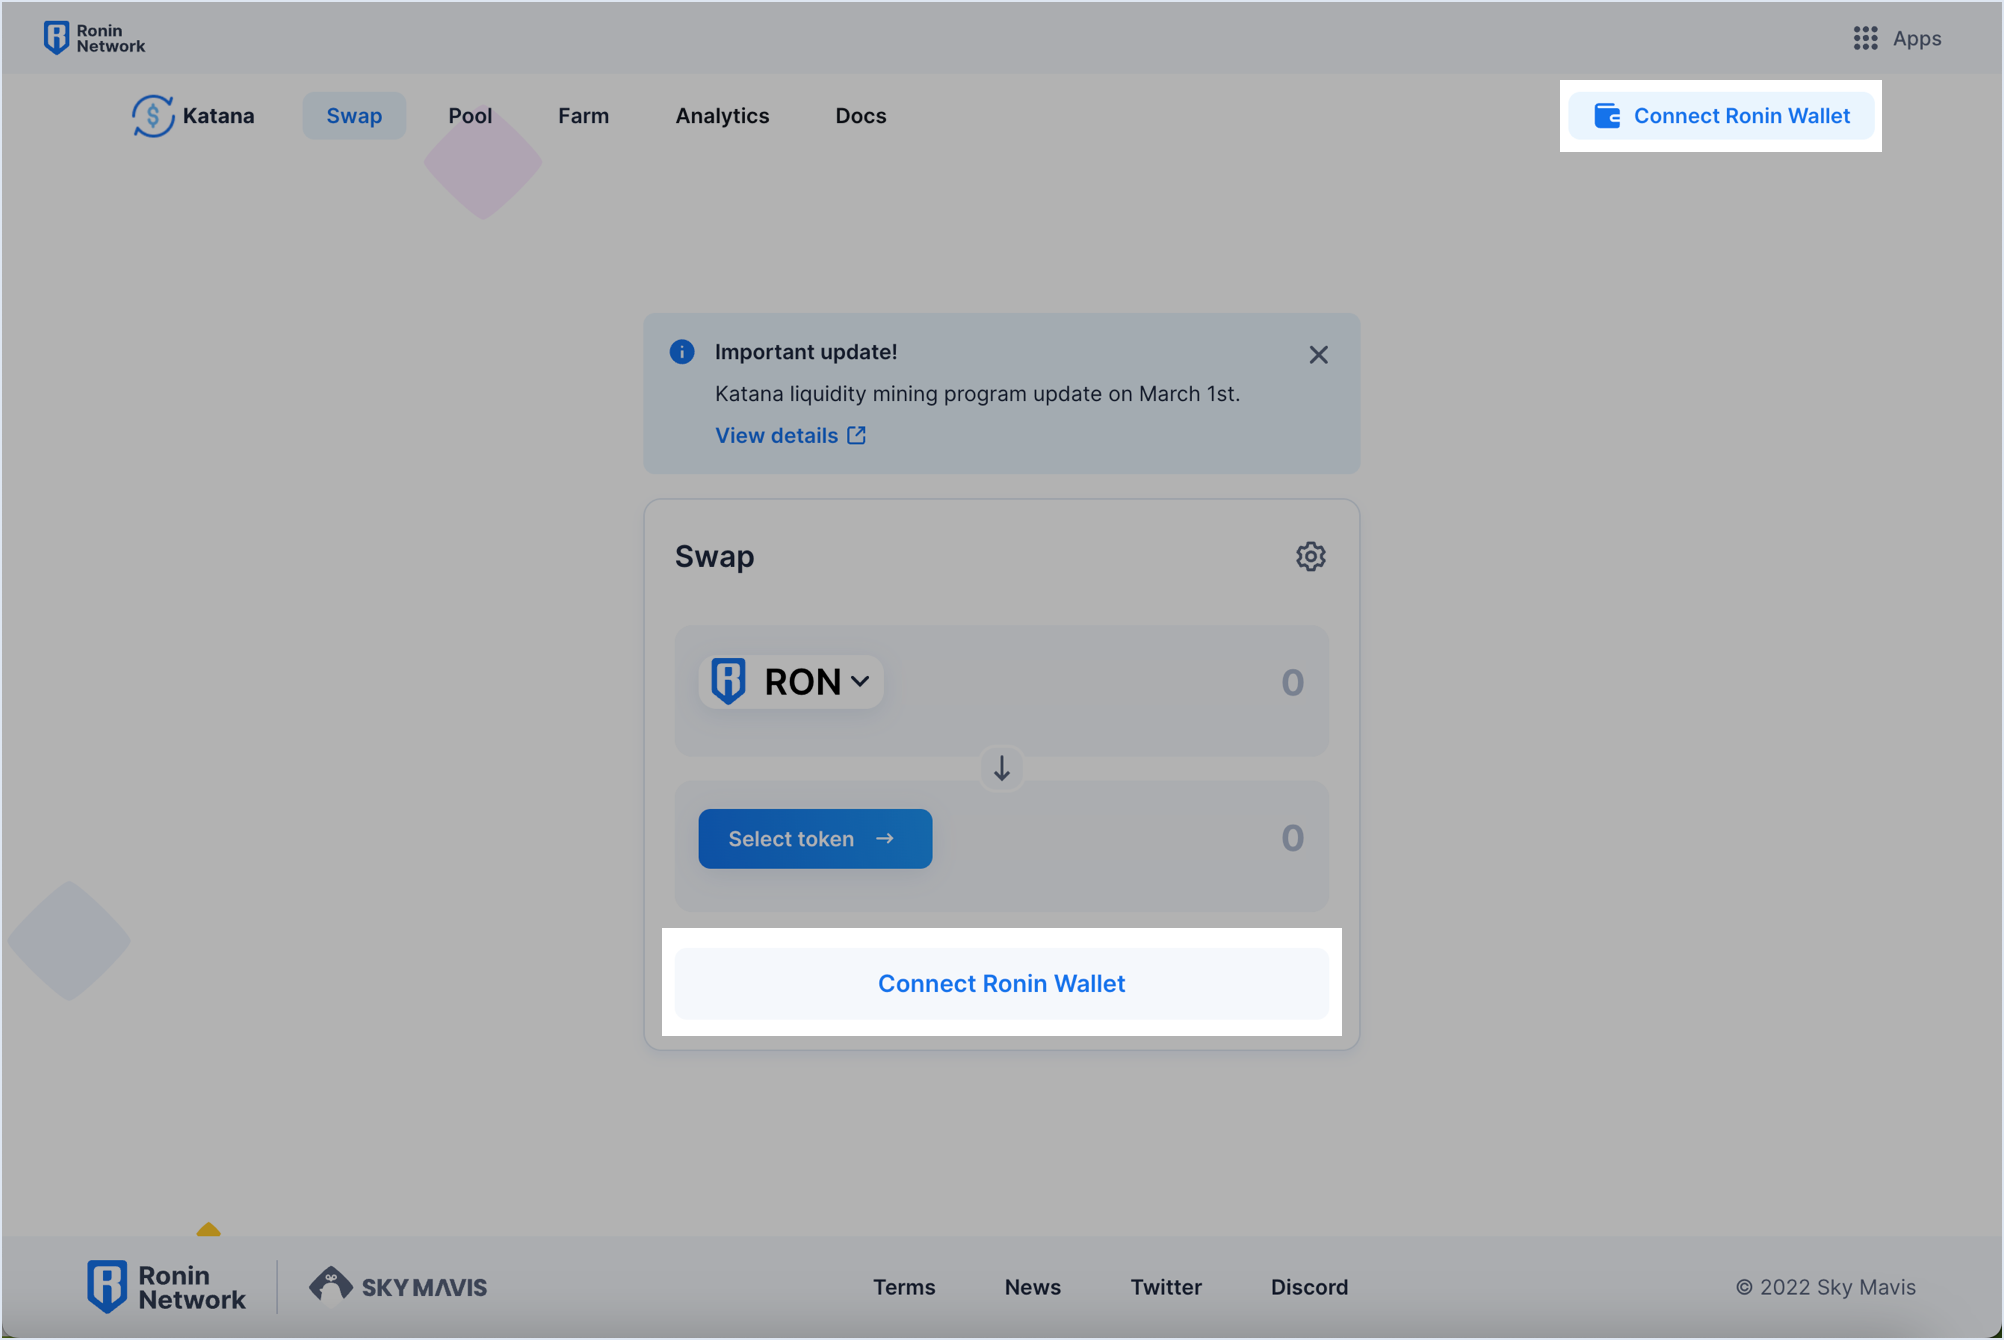 Ronin
Network
Apps
Katana
Swap
Pool
Farm
Analytics
Docs
Connect Ronin Wallet
Important update!
Katana liquidity mining program update on March 1st.
View details
Swap
RON
0
Select token →
0
Connect Ronin Wallet
Ronin
Network
SKY MAVIS
Terms
News
Twitter
Discord
© 2022 Sky Mavis